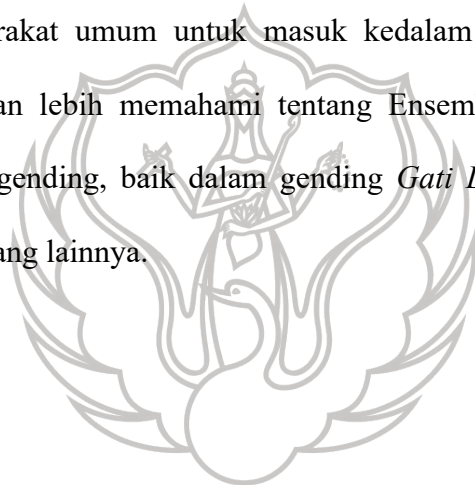 rakat umum untuk masuk kedalam
an lebih memahami tentang Ensem
gending, baik dalam gending Gati
ang lainnya.